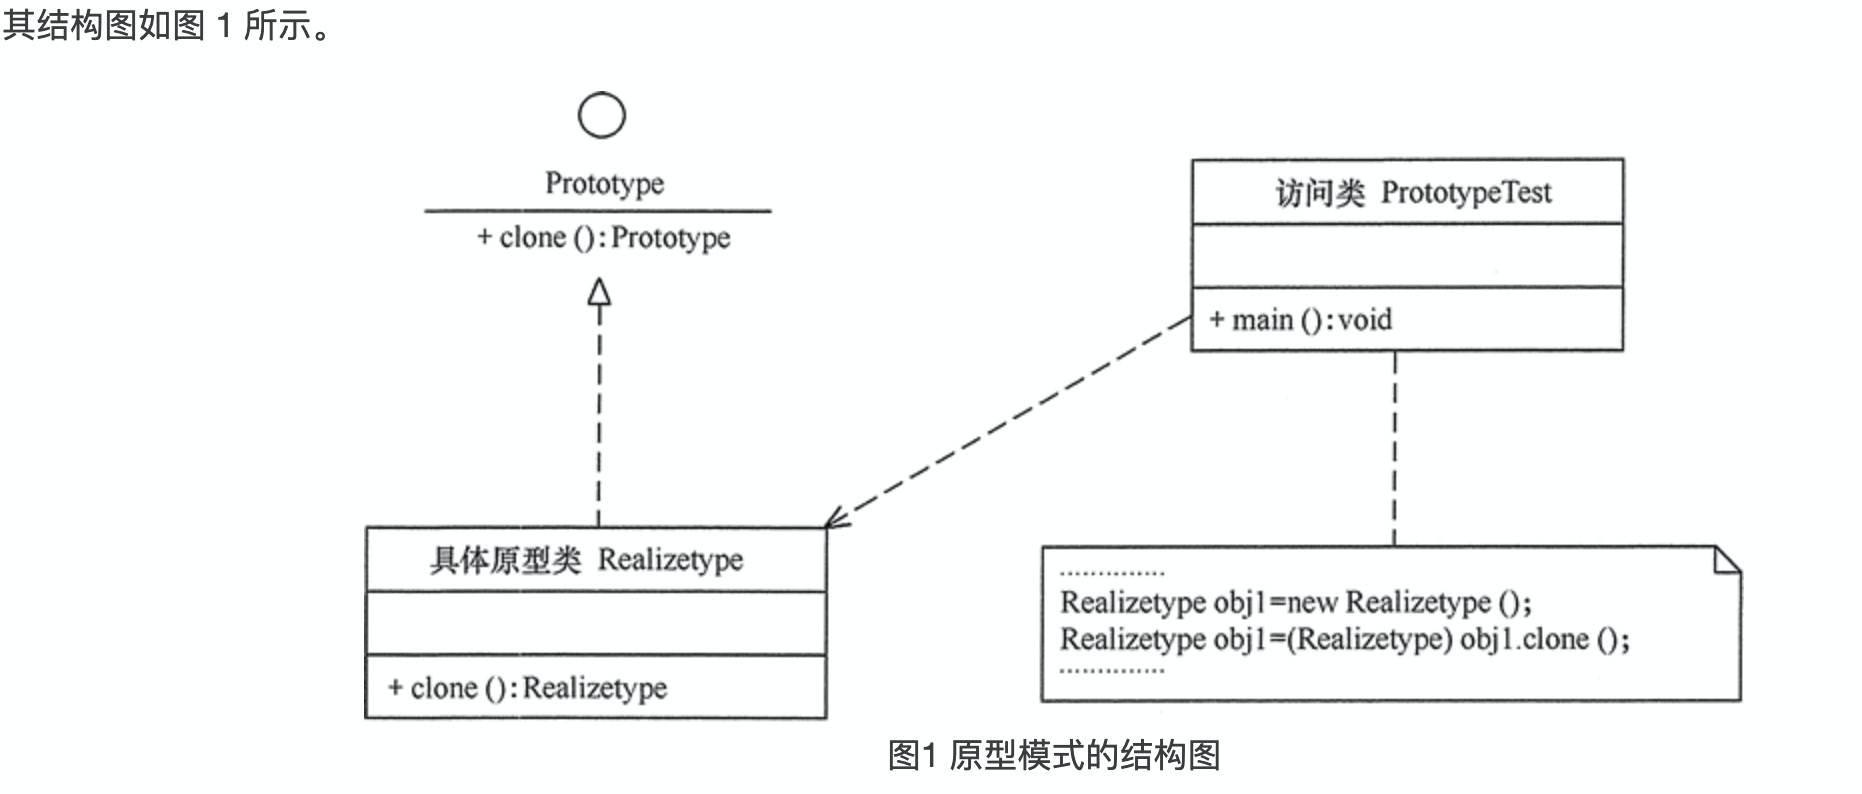 其结构图如图 1 所示。
Prototype
+ clone ():Prototype
访问类 PrototypeTest
+ main ():void
具体原型类 Realizetype
+ clone ():Realizetype
..............
Realizetype obj1=new Realizetype ();
Realizetype obj1=(Realizetype) obj1.clone ();
..............
图1 原型模式的结构图